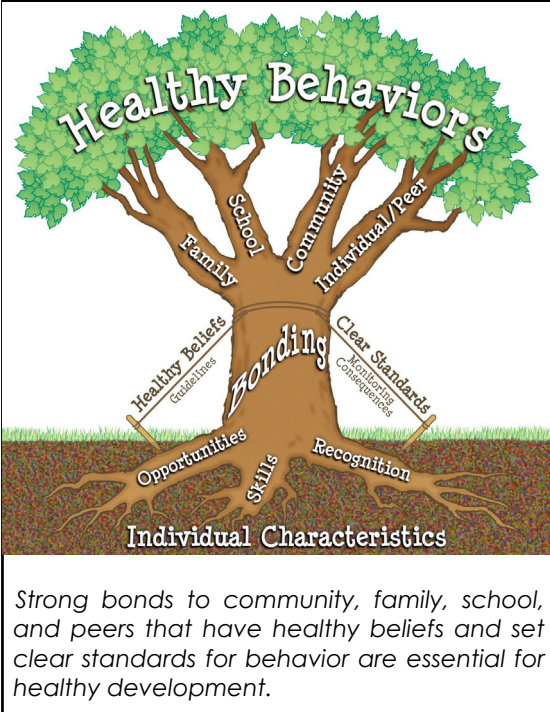 Healthy Behaviors
Family
School
Community
Individual/Peer
Healthy Beliefs
Guidelines
Bonding
Clear Standards
Monitoring
Consequences
Opportunities
Skills
Recognition
Individual Characteristics
Strong bonds to community, family, school,
and peers that have healthy beliefs and set
clear standards for behavior are essential for
healthy development.